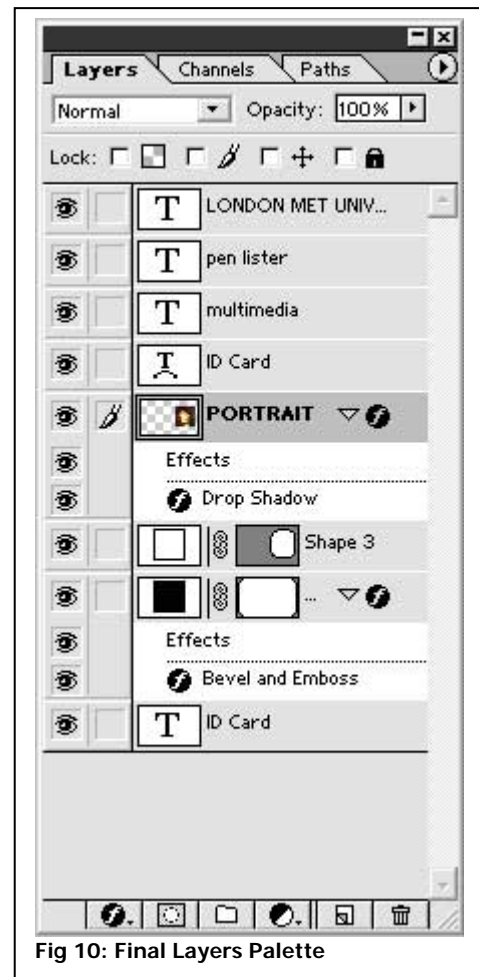 Layers Channels Paths
Normal Opacity: 100%
Lock:
T LONDON MET UNIV...
T pen lister
T multimedia
T ID Card
PORTRAIT
Effects
Drop Shadow
Shape 3
...
Effects
Bevel and Emboss
T ID Card
Fig 10: Final Layers Palette